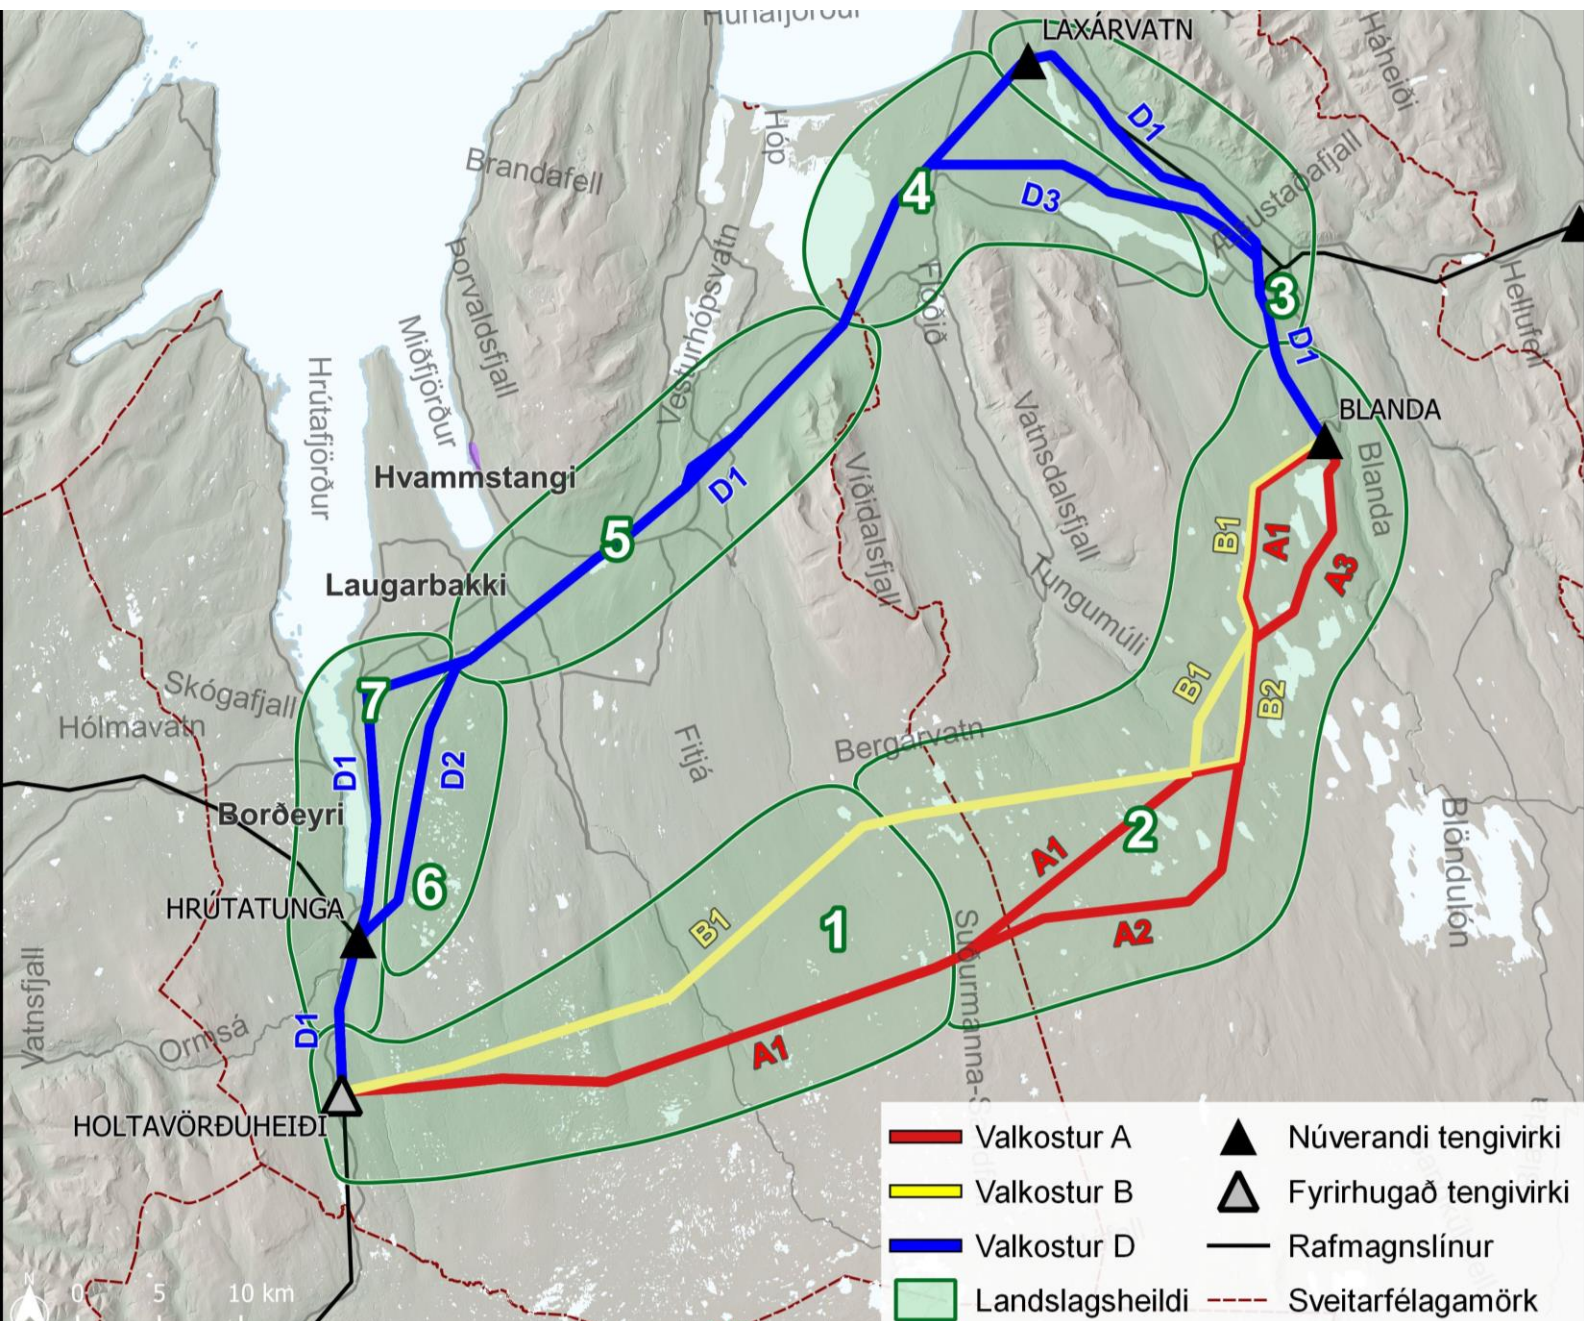 Húnafjörður
LAXÁRVATN
Háheiði
Hóp
D1
Brandafell
4
D3
Ásustaðafjall
Þorvaldsfjall
Vesturhópsvatn
Flóðið
3
Hellufell
Miðfjörður
Hrútafjörður
D1
BLANDA
Vatnsdalsfjall
Blanda
Hvammstangi
Víðidalsfjall
D1
5
B1
A1
A3
Laugarbakki
Tungumúli
Skógafjall
7
B1
B2
Hólmavatn
Fitjá
Bergárvatn
D1
D2
Borðeyri
2
Blöndulón
A1
6
HRÚTATUNGA
B1
1
A2
Vatnsfjall
Suðurmanna-
D1
Ormsá
A1
HOLTAVÖRÐUHEIÐI
Valkostur A
Núverandi tengivirki
Valkostur B
Fyrirhugað tengivirki
Valkostur D
Rafmagnslínur
Landslagsheildi
Sveitarfélagamörk
N
0 5 10 km